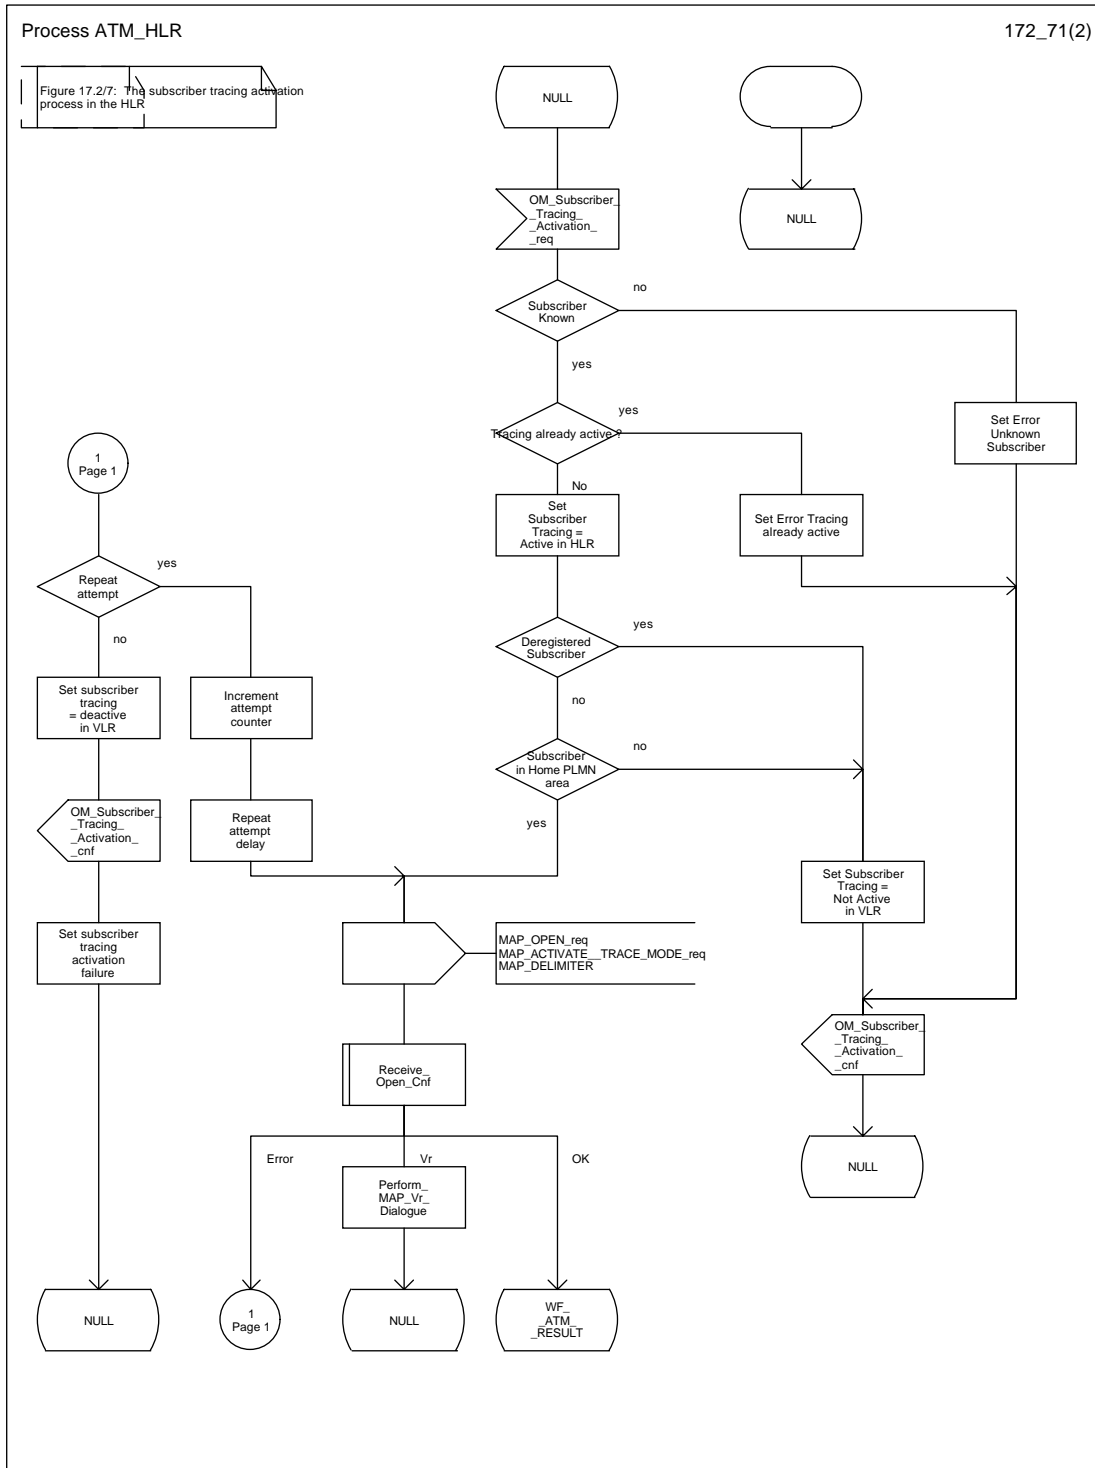 Process ATM_HLR
172_71(2)
Figure 17.2/7: The subscriber tracing activation
process in the HLR
NULL
OM_Subscriber_
_Tracing_
_Activation_
_req
NULL
Subscriber
Known
no
yes
Tracing already active ?
yes
Set Error
Unknown
Subscriber
1
Page 1
No
Set
Subscriber
Tracing =
Active in HLR
Set Error Tracing
already active
Repeat
attempt
yes
no
Deregistered
Subscriber
yes
no
Set subscriber
tracing
= deactive
in VLR
Increment
attempt
counter
Subscriber
in Home PLMN
area
no
yes
OM_Subscriber_
_Tracing_
_Activation_
_cnf
Repeat
attempt
delay
Set Subscriber
Tracing =
Not Active
in VLR
Set subscriber
tracing
activation
failure
MAP_OPEN_req
MAP_ACTIVATE__TRACE_MODE_req
MAP_DELIMITER
OM_Subscriber_
_Tracing_
_Activation_
_cnf
Receive_
Open_Cnf
Error
Vr
OK
NULL
Perform_
MAP_Vr_
Dialogue
NULL
1
Page 1
NULL
WF_
_ATM_
_RESULT